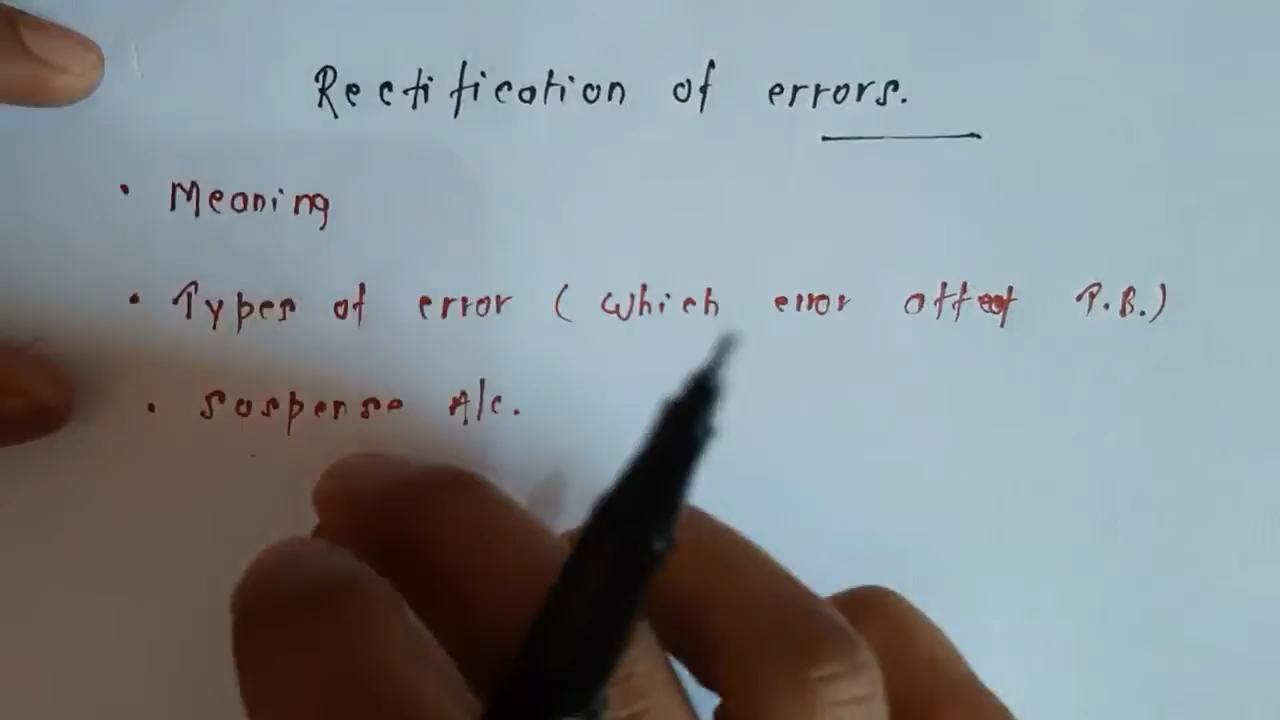 Rectification of errors.
• Meaning
• Types of error (which error affect T.B.)
• Suspense A/c.